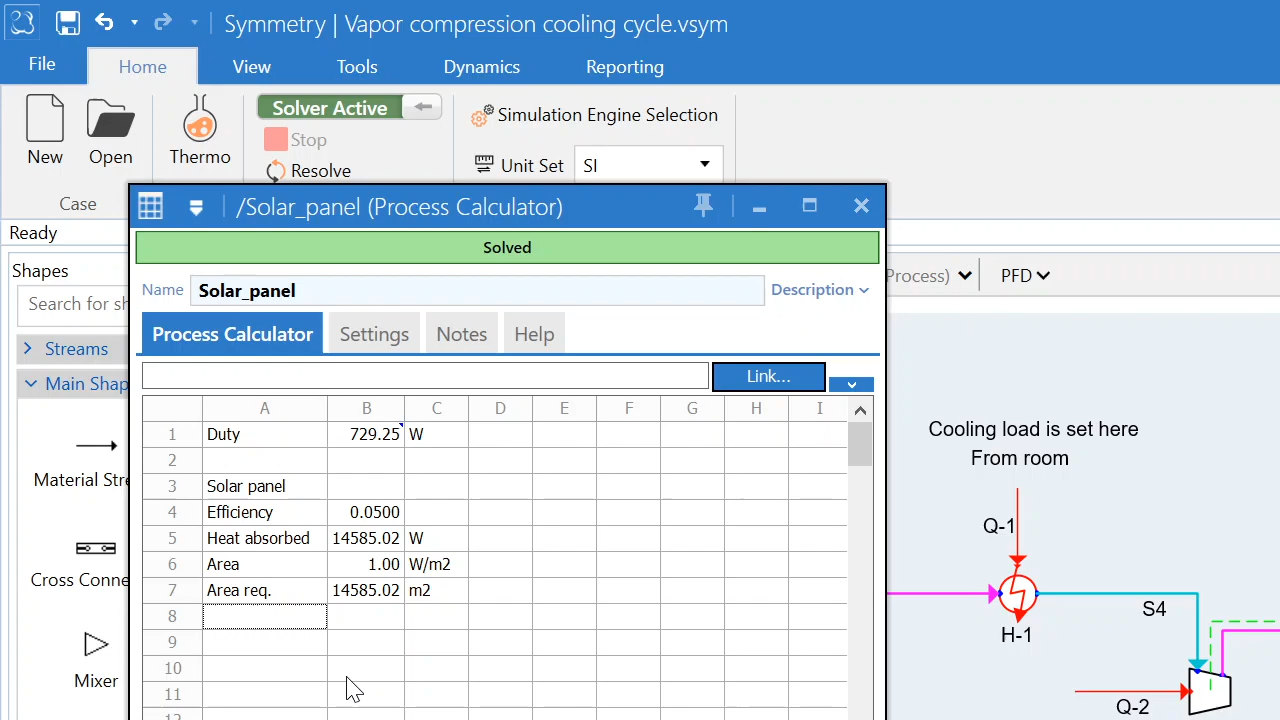 Symmetry | Vapor compression cooling cycle.vsym
File Home View Tools Dynamics Reporting
New Open Thermo
Solver Active
Stop
Resolve
Simulation Engine Selection
Unit Set SI
Case
/Solar_panel (Process Calculator)
Ready
Solved
Shapes
Search for sh
Name Solar_panel Description
Process) PFD
Process Calculator Settings Notes Help
Streams
Main Shap
Link...
A B C D E F G H I
1 Duty 729.25 W
2
3 Solar panel
4 Efficiency 0.0500
5 Heat absorbed 14585.02 W
6 Area 1.00 W/m2
7 Area req. 14585.02 m2
8
9
10
11
12
Material Stre
Cross Conne
Mixer
Cooling load is set here
From room
Q-1
S4
H-1
Q-2